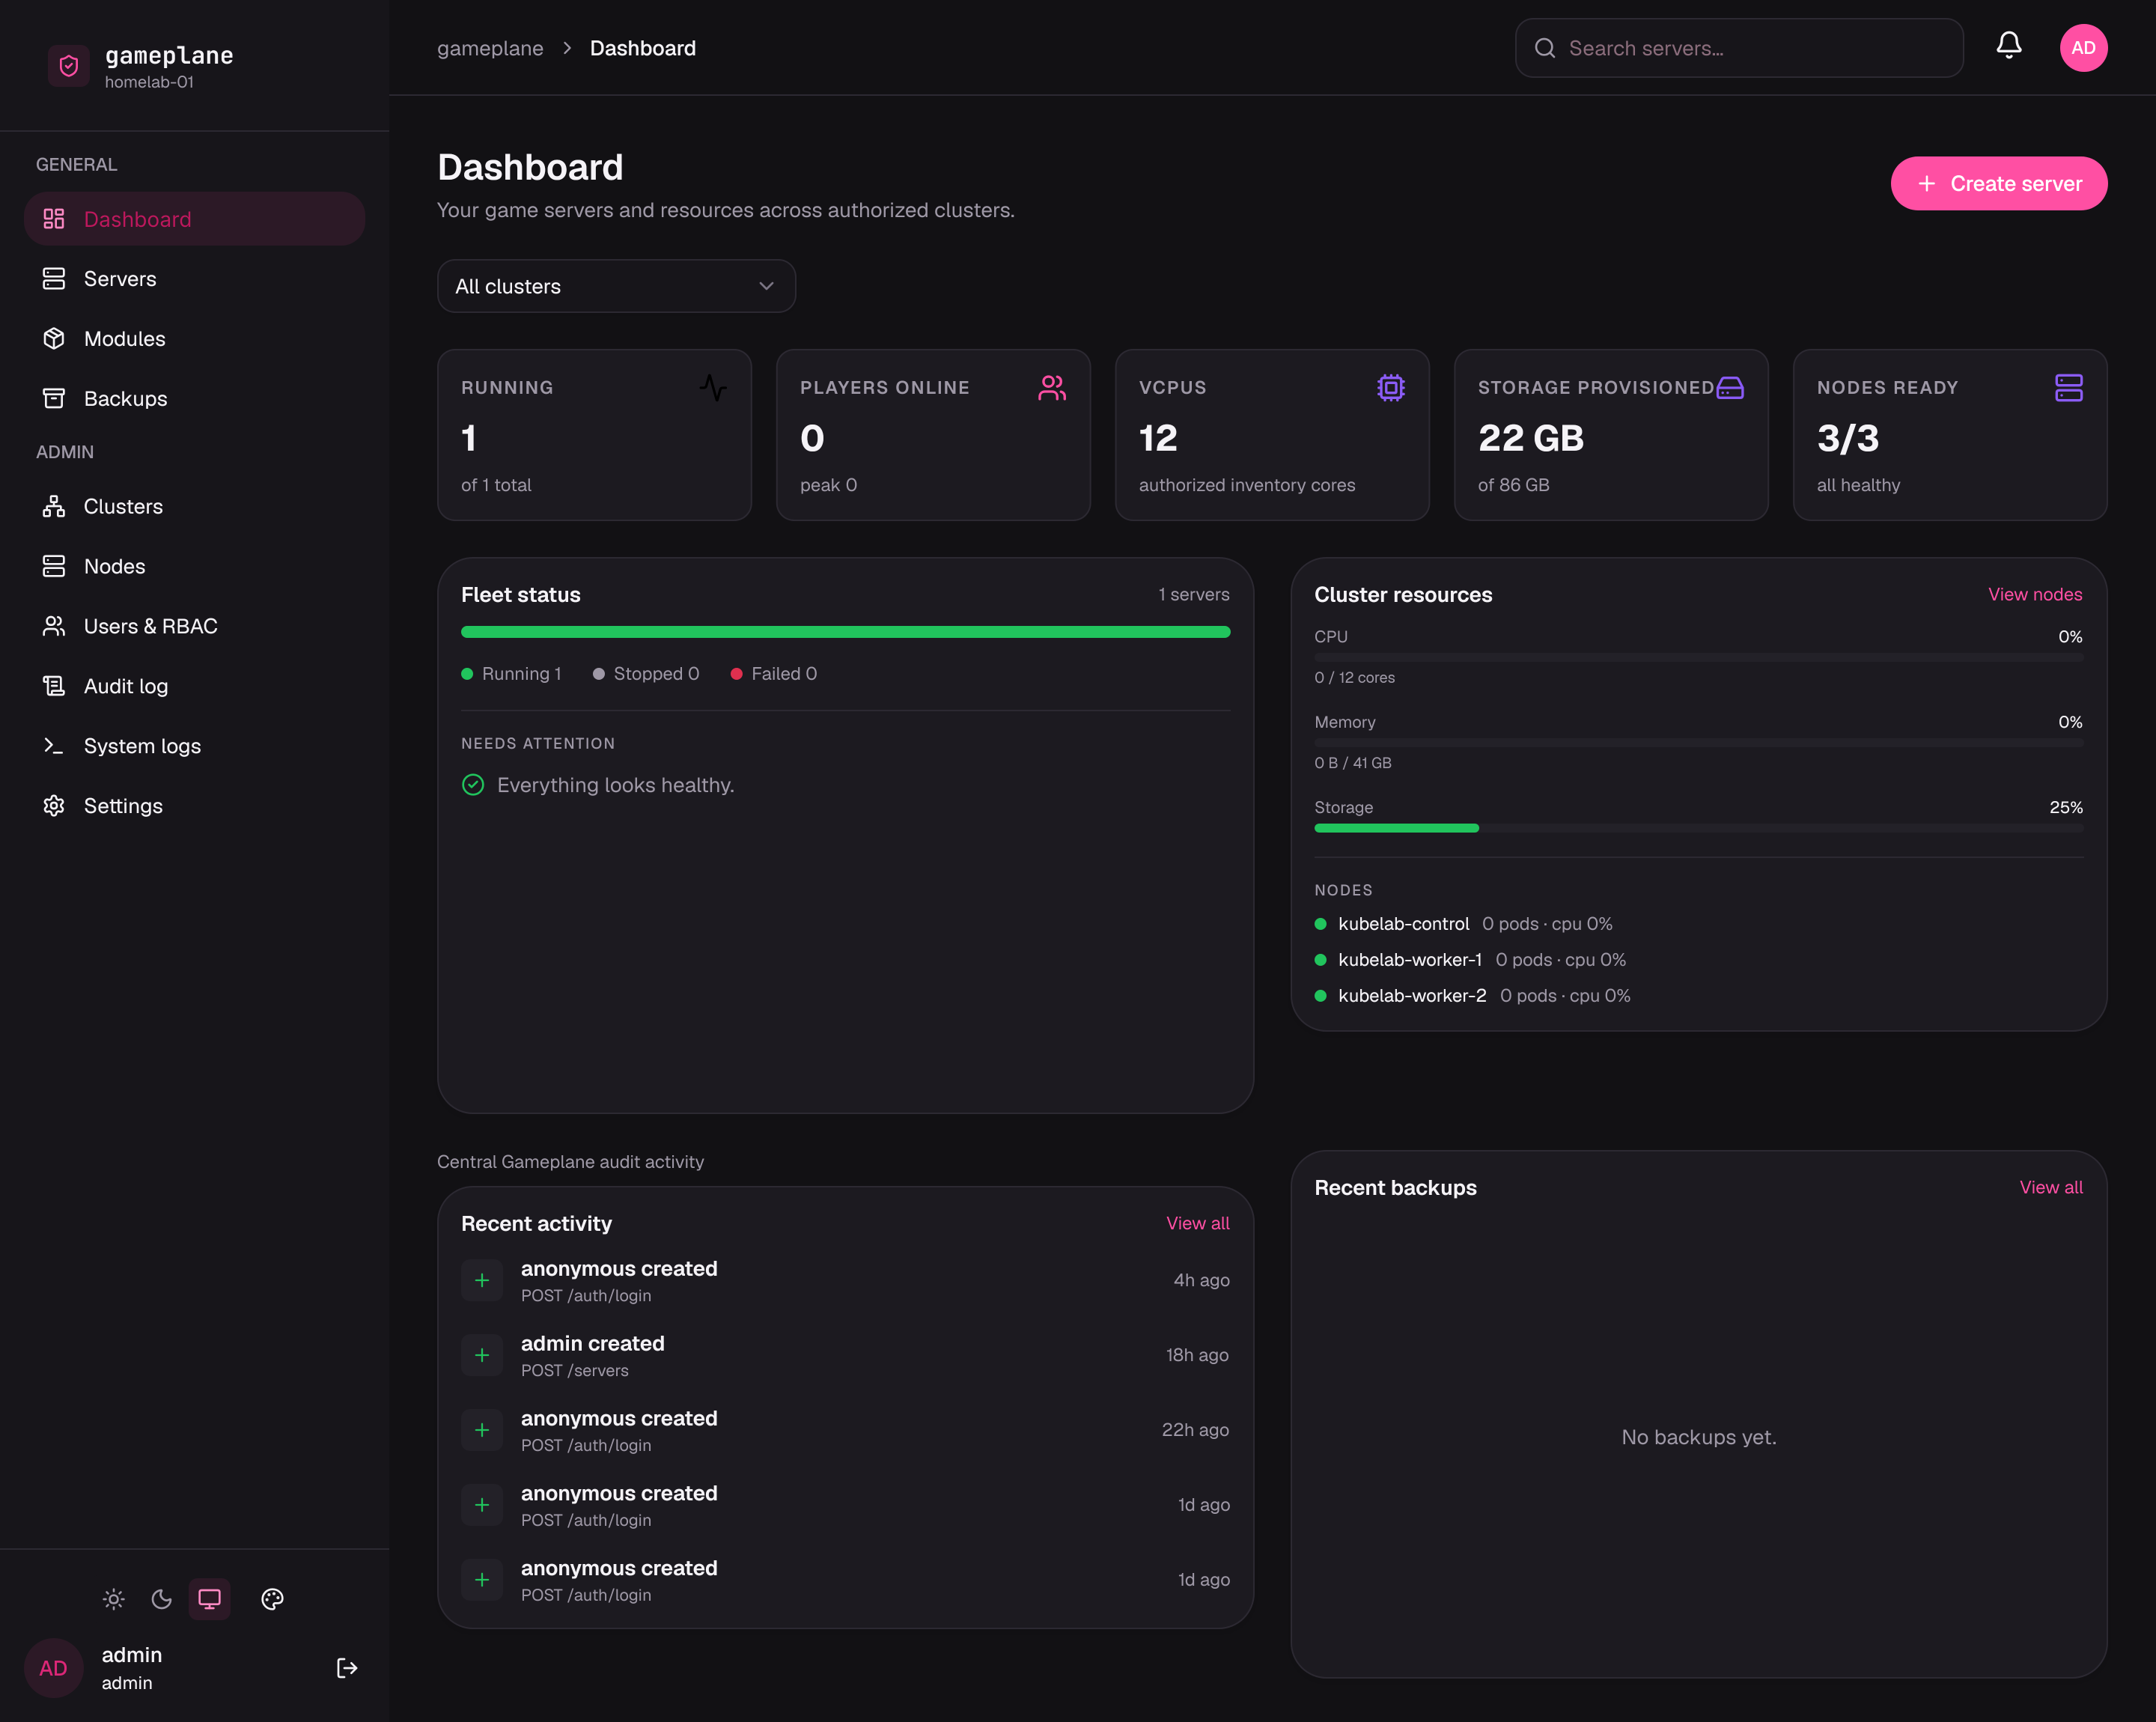 gameplane
homelab-01
GENERAL
Dashboard
Servers
Modules
Backups
ADMIN
Clusters
Nodes
Users & RBAC
Audit log
System logs
Settings
AD
admin
admin
gameplane > Dashboard
Search servers...
AD
Dashboard
Your game servers and resources across authorized clusters.
Create server
All clusters
RUNNING
1
of 1 total
PLAYERS ONLINE
0
peak 0
VCPUS
12
authorized inventory cores
STORAGE PROVISIONED
22 GB
of 86 GB
NODES READY
3/3
all healthy
Fleet status
1 servers
Running 1
Stopped 0
Failed 0
NEEDS ATTENTION
Everything looks healthy.
Cluster resources
View nodes
CPU
0%
0 / 12 cores
Memory
0%
0 B / 41 GB
Storage
25%
NODES
kubelab-control 0 pods · cpu 0%
kubelab-worker-1 0 pods · cpu 0%
kubelab-worker-2 0 pods · cpu 0%
Central Gameplane audit activity
Recent activity
View all
anonymous created
POST /auth/login
4h ago
admin created
POST /servers
18h ago
anonymous created
POST /auth/login
22h ago
anonymous created
POST /auth/login
1d ago
anonymous created
POST /auth/login
1d ago
Recent backups
View all
No backups yet.